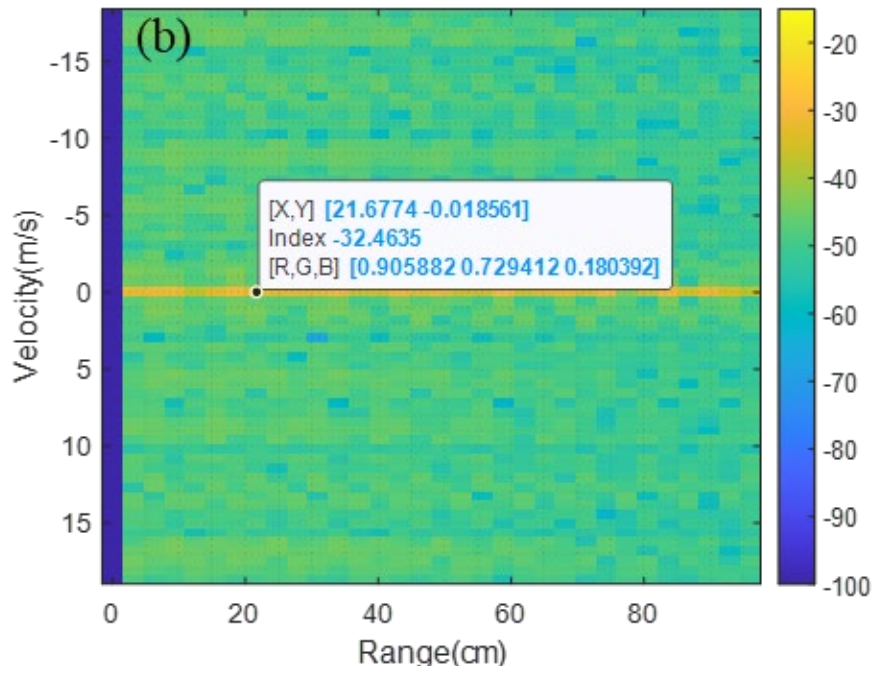 (b)
-15
-10
-5
0
5
10
15
Velocity(m/s)
[X,Y] [21.6774 -0.018561]
Index -32.4635
[R,G,B] [0.905882 0.729412 0.180392]
0 20 40 60 80
Range(cm)
-20
-30
-40
-50
-60
-70
-80
-90
-100